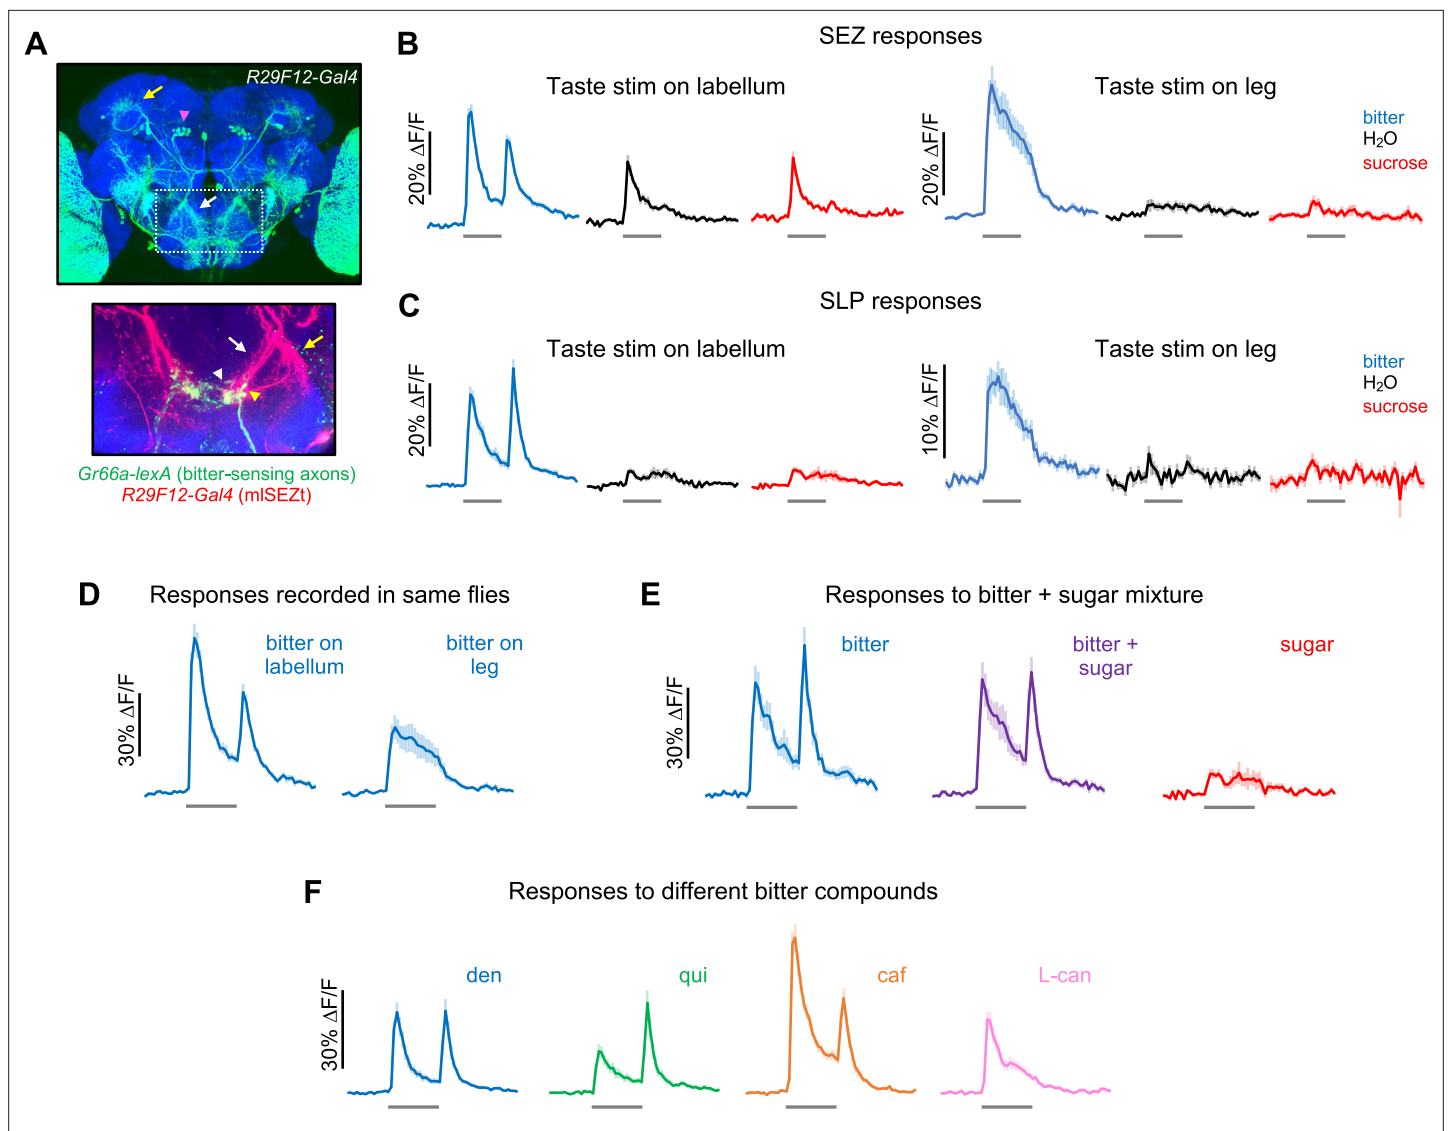 A
R29F12-Gal4
Gr66a-lexA (bitter-sensing axons)
R29F12-Gal4 (mlSEZt)
B
SEZ responses
Taste stim on labellum
Taste stim on leg
20% ΔF/F
20% ΔF/F
bitter
H₂O
sucrose
C
SLP responses
Taste stim on labellum
Taste stim on leg
20% ΔF/F
10% ΔF/F
bitter
H₂O
sucrose
D
Responses recorded in same flies
30% ΔF/F
bitter on
labellum
bitter on
leg
E
Responses to bitter + sugar mixture
30% ΔF/F
bitter
bitter +
sugar
sugar
F
Responses to different bitter compounds
30% ΔF/F
den
qui
caf
L-can